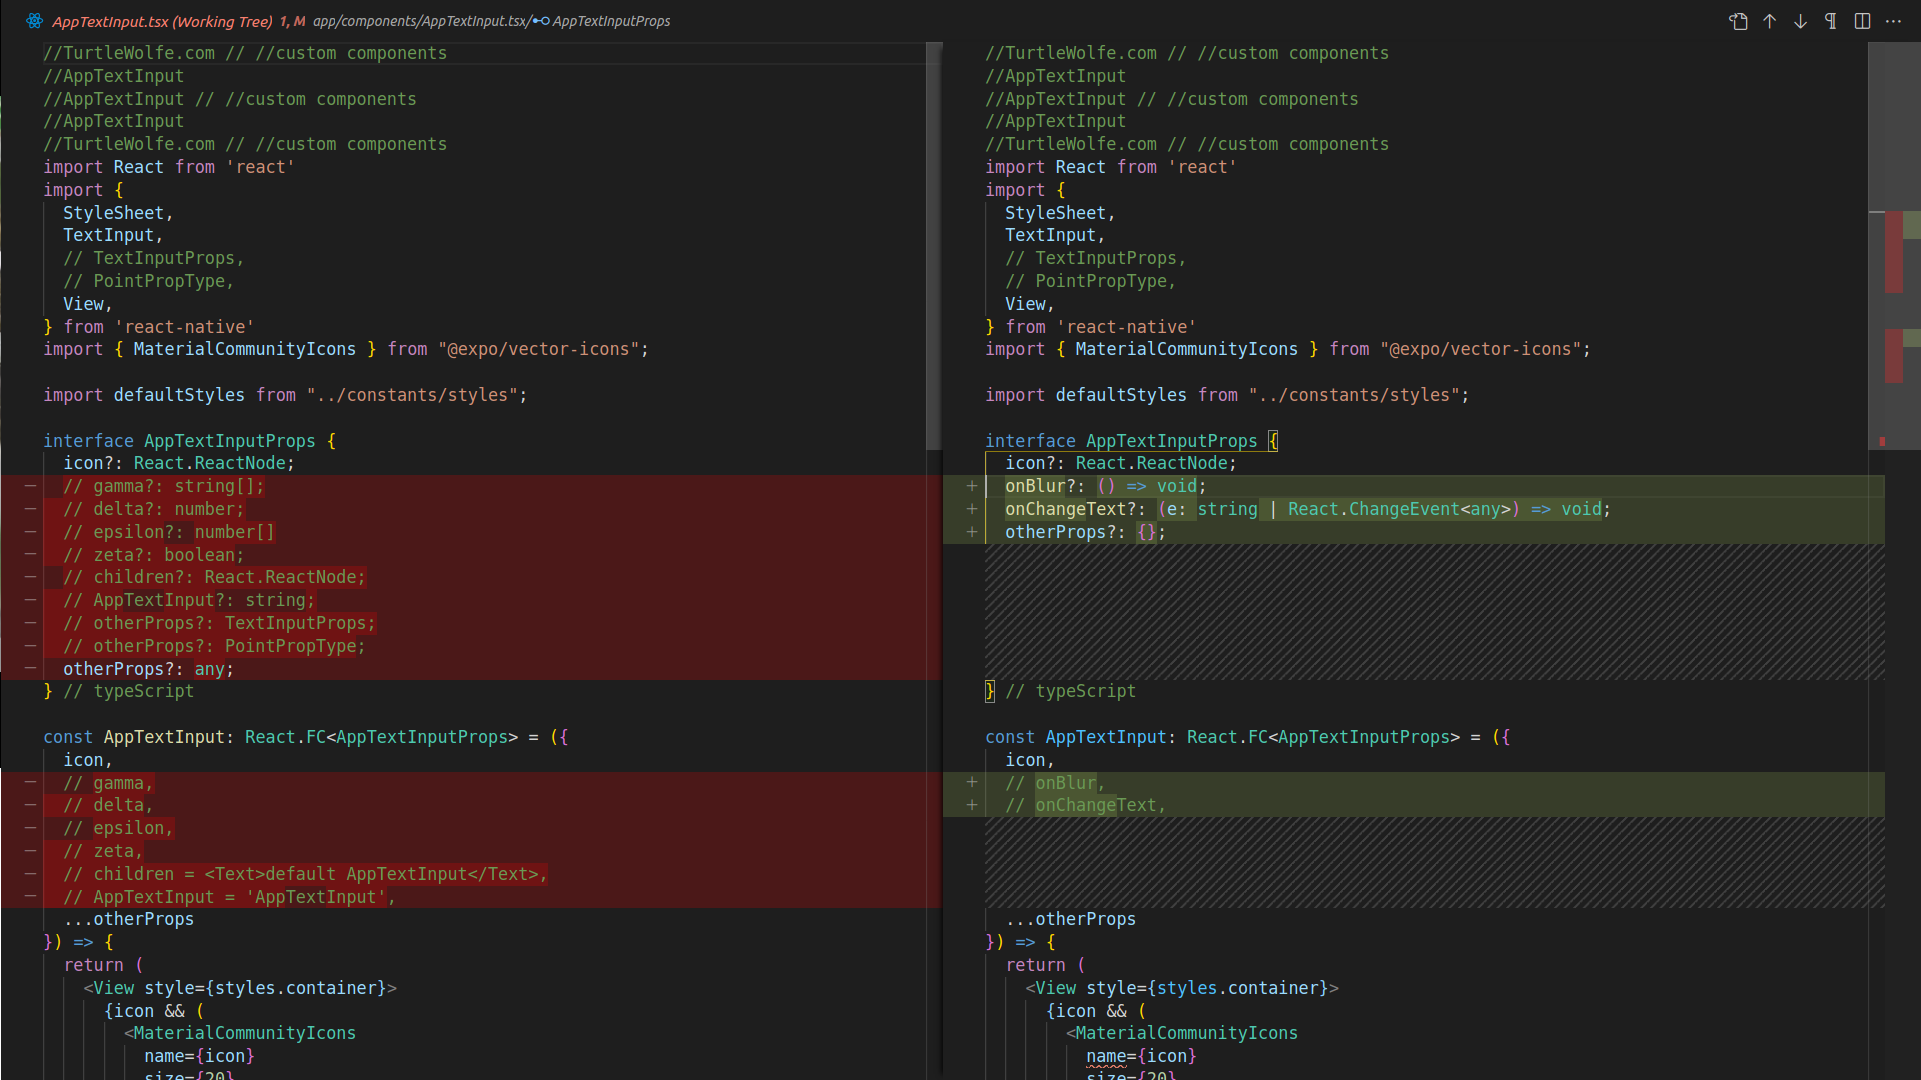 AppTextInput.tsx (Working Tree) 1, M app/components/AppTextInput.tsx/ AppTextInputProps
//TurtleWolfe.com // //custom components
//AppTextInput
//AppTextInput // //custom components
//AppTextInput
//TurtleWolfe.com // //custom components
import React from 'react'
import {
StyleSheet,
TextInput,
// TextInputProps,
// PointPropType,
View,
} from 'react-native'
import { MaterialCommunityIcons } from "@expo/vector-icons";
import defaultStyles from "../constants/styles";
interface AppTextInputProps {
icon?: React.ReactNode;
— // gamma?: string[];
— // delta?: number;
— // epsilon?: number[]
— // zeta?: boolean;
— // children?: React.ReactNode;
— // AppTextInput?: string;
— // otherProps?: TextInputProps;
— // otherProps?: PointPropType;
— otherProps?: any;
} // typeScript
const AppTextInput: React.FC<AppTextInputProps> = ({
icon,
— // gamma,
— // delta,
— // epsilon,
— // zeta,
— // children = <Text>default AppTextInput</Text>,
— // AppTextInput = 'AppTextInput',
...otherProps
}) => {
return (
<View style={styles.container}>
{icon && (
<MaterialCommunityIcons
name={icon}
size={20}
//TurtleWolfe.com // //custom components
//AppTextInput
//AppTextInput // //custom components
//AppTextInput
//TurtleWolfe.com // //custom components
import React from 'react'
import {
StyleSheet,
TextInput,
// TextInputProps,
// PointPropType,
View,
} from 'react-native'
import { MaterialCommunityIcons } from "@expo/vector-icons";
import defaultStyles from "../constants/styles";
interface AppTextInputProps {
icon?: React.ReactNode;
+ onBlur?: () => void;
+ onChangeText?: (e: string | React.ChangeEvent<any>) => void;
+ otherProps?: {};
} // typeScript
const AppTextInput: React.FC<AppTextInputProps> = ({
icon,
+ // onBlur,
+ // onChangeText,
...otherProps
}) => {
return (
<View style={styles.container}>
{icon && (
<MaterialCommunityIcons
name={icon}
size={20}